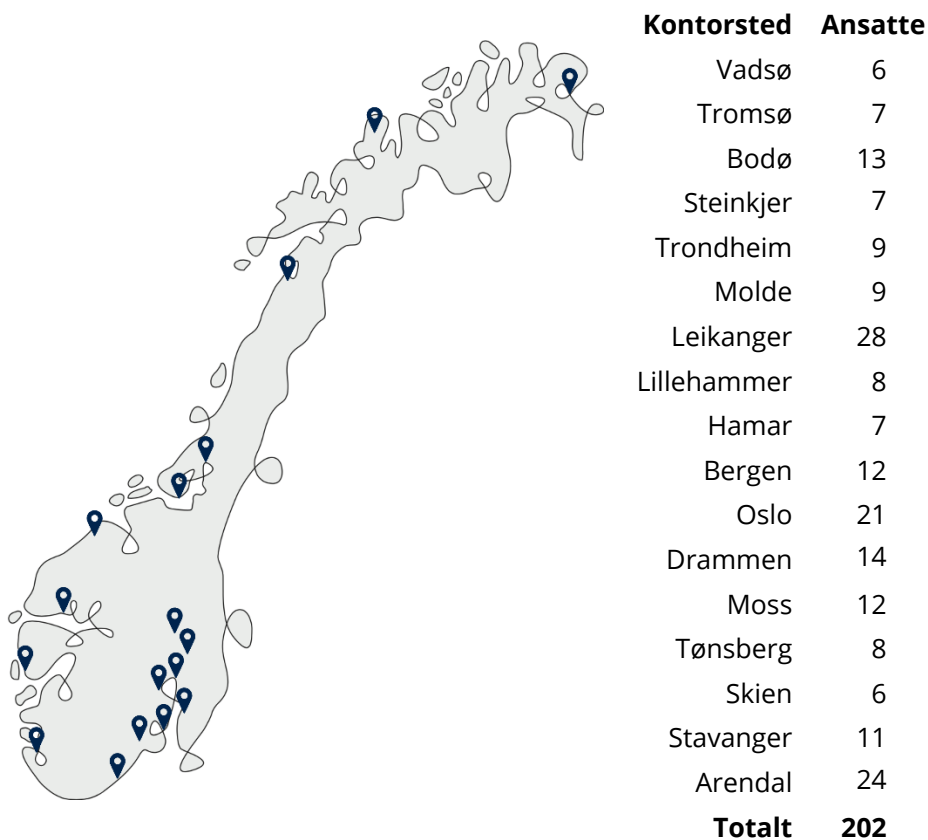 Kontorsted Ansatte
Vadsø 6
Tromsø 7
Bodø 13
Steinkjer 7
Trondheim 9
Molde 9
Leikanger 28
Lillehammer 8
Hamar 7
Bergen 12
Oslo 21
Drammen 14
Moss 12
Tønsberg 8
Skien 6
Stavanger 11
Arendal 24
Totalt 202